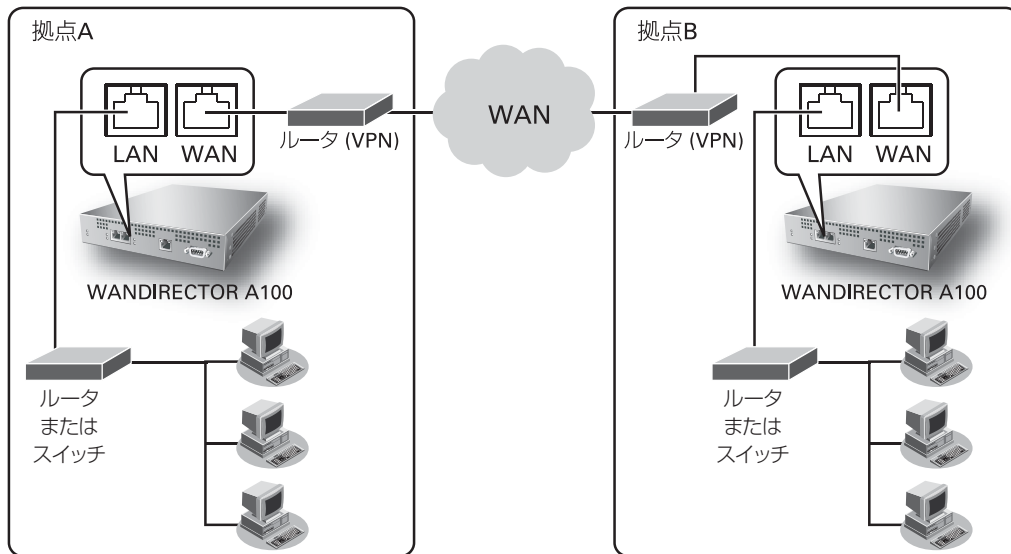 拠点A
LAN WAN
ルータ (VPN)
WANDIRECTOR A100
ルータ
または
スイッチ
WAN
拠点B
ルータ (VPN)
LAN WAN
WANDIRECTOR A100
ルータ
または
スイッチ